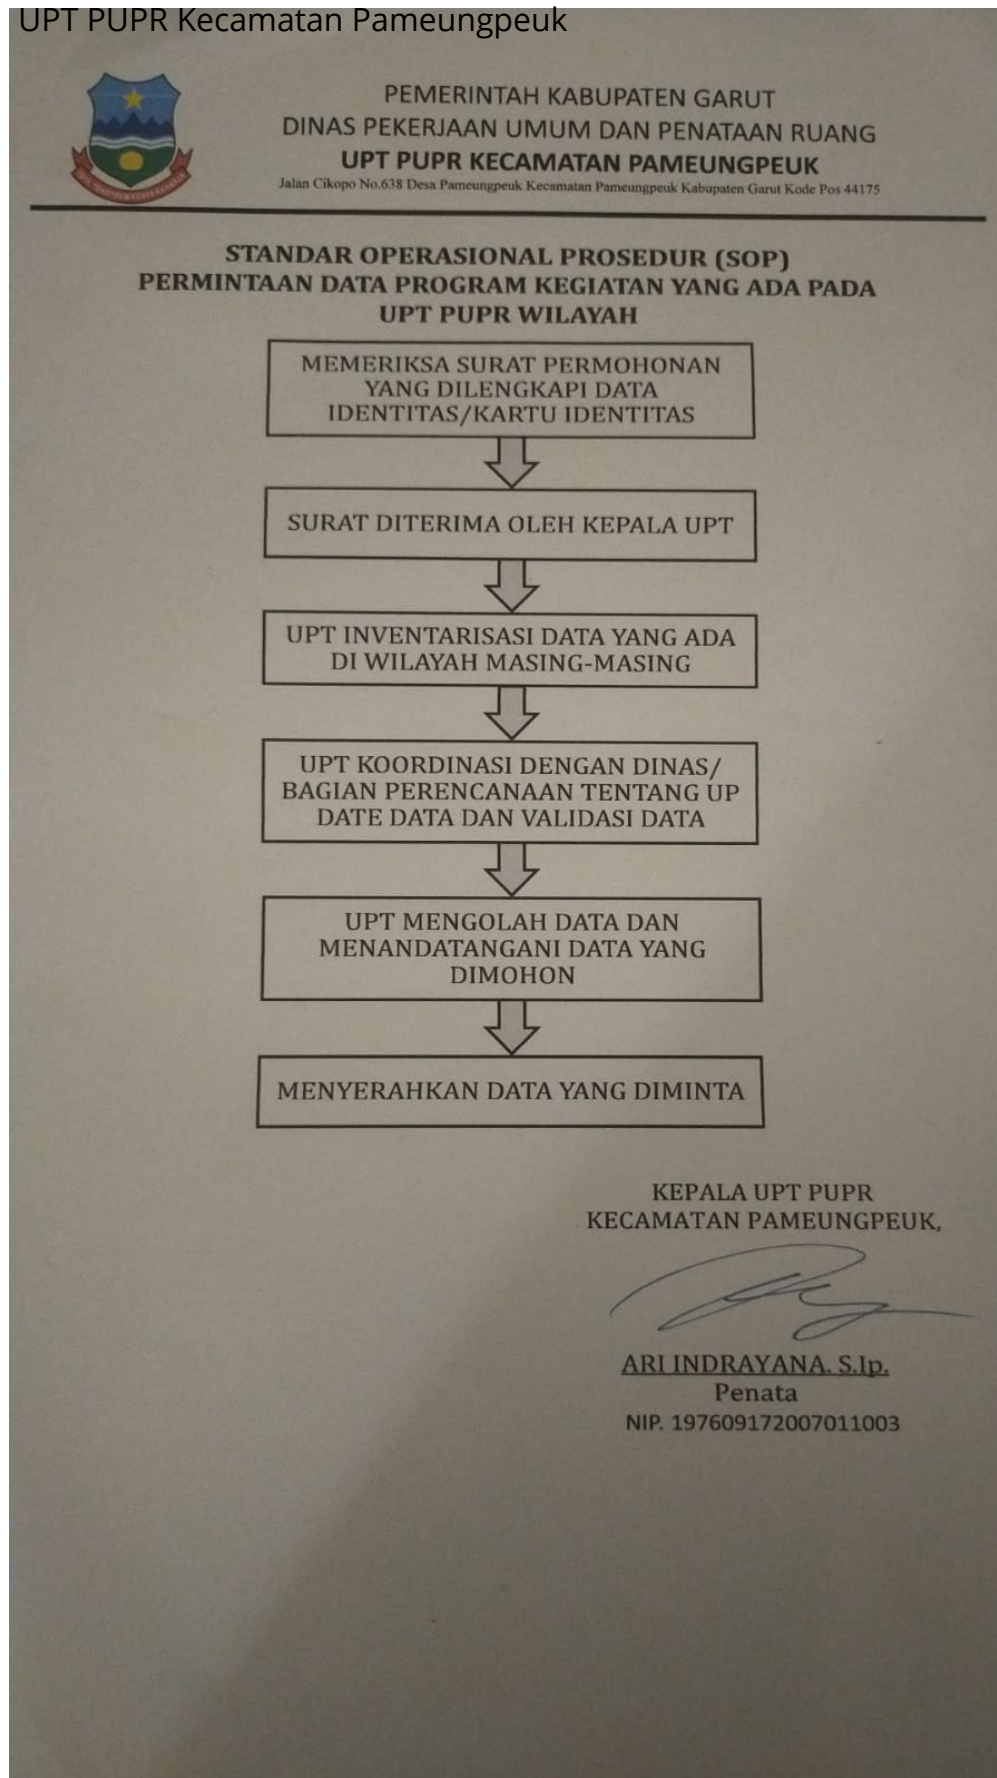 UPT PUPR Kecamatan Pameungpeuk
PEMERINTAH KABUPATEN GARUT
DINAS PEKERJAAN UMUM DAN PENATAAN RUANG
UPT PUPR KECAMATAN PAMEUNGPEUK
Jalan Cikopo No.638 Desa Pameungpeuk Kecamatan Pameungpeuk Kabupaten Garut Kode Pos 44175
STANDAR OPERASIONAL PROSEDUR (SOP)
PERMINTAAN DATA PROGRAM KEGIATAN YANG ADA PADA
UPT PUPR WILAYAH
MEMERIKSA SURAT PERMOHONAN
YANG DILENGKAPI DATA
IDENTITAS/KARTU IDENTITAS
SURAT DITERIMA OLEH KEPALA UPT
UPT INVENTARISASI DATA YANG ADA
DI WILAYAH MASING-MASING
UPT KOORDINASI DENGAN DINAS/
BAGIAN PERENCANAAN TENTANG UP
DATE DATA DAN VALIDASI DATA
UPT MENGOLAH DATA DAN
MENANDATANGANI DATA YANG
DIMOHON
MENYERAHKAN DATA YANG DIMINTA
KEPALA UPT PUPR
KECAMATAN PAMEUNGPEUK,
ARI INDRAYANA. S.Ip.
Penata
NIP. 197609172007011003